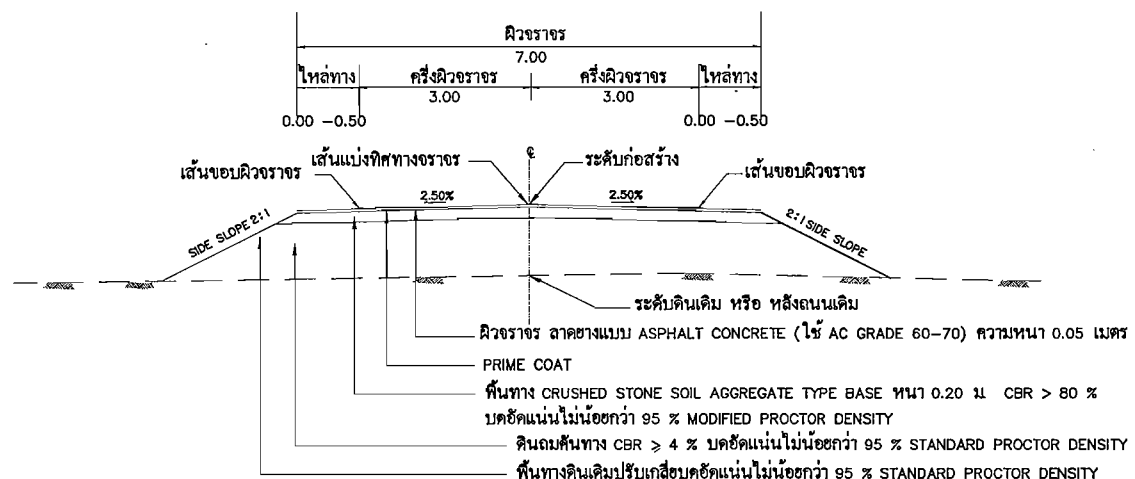 ผิวจราจร
7.00
ไหล่ทาง ครึ่งผิวจราจร ครึ่งผิวจราจร ไหล่ทาง
3.00 3.00
0.00 -0.50 0.00 -0.50
เส้นขอบผิวจราจร เส้นแบ่งทิศทางจราจร ℄ ระดับก่อสร้าง เส้นขอบผิวจราจร
2.50% 2.50%
SIDE SLOPE 2:1 2:1 SIDE SLOPE
ระดับดินเดิม หรือ หลังถนนเดิม
ผิวจราจร ลาดยางแบบ ASPHALT CONCRETE (ใช้ AC GRADE 60-70) ความหนา 0.05 เมตร
PRIME COAT
พื้นทาง CRUSHED STONE SOIL AGGREGATE TYPE BASE หนา 0.20 ม. CBR > 80 %
บดอัดแน่นไม่น้อยกว่า 95 % MODIFIED PROCTOR DENSITY
ดินถมคันทาง CBR ⩾ 4 % บดอัดแน่นไม่น้อยกว่า 95 % STANDARD PROCTOR DENSITY
พื้นทางดินเดิมปรับเกลี่ยบดอัดแน่นไม่น้อยกว่า 95 % STANDARD PROCTOR DENSITY